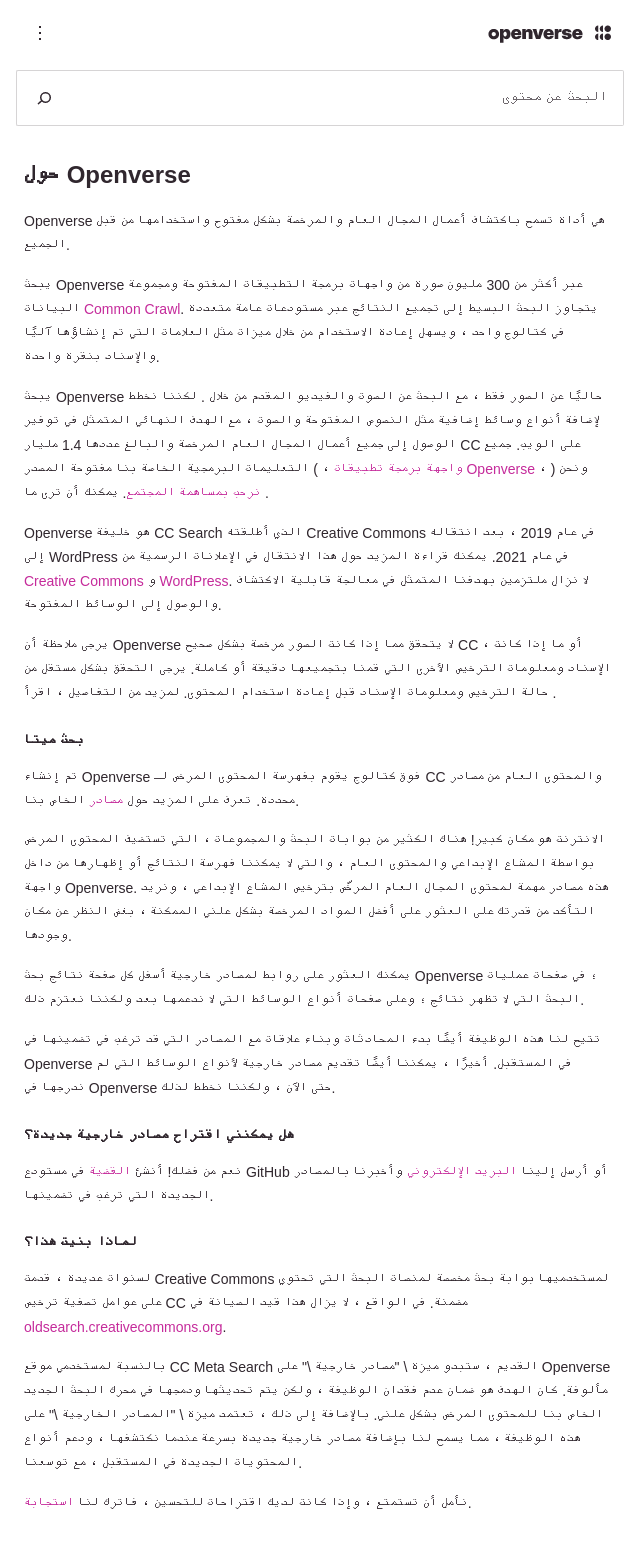 openverse
البحث عن محتوى
حول Openverse
Openverse هي أداة تسمح باكتشاف أعمال المجال العام والمرخصة بشكل مفتوح واستخدامها من قبل
الجميع.
يبحث Openverse عبر أكثر من 300 مليون صورة من واجهات برمجة التطبيقات المفتوحة ومجموعة
البيانات Common Crawl. يتجاوز البحث البسيط إلى تجميع النتائج عبر مستودعات عامة متعددة
في كتالوج واحد ، ويسهل إعادة الاستخدام من خلال ميزة مثل العلامات التي تم إنشاؤها آليًا
والإسناد بنقرة واحدة.
يبحث Openverse حاليًا عن الصور فقط ، مع البحث عن الصوت والفيديو المقدم من خلال . لكننا نخطط
لإضافة أنواع وسائط إضافية مثل النصوص المفتوحة والصوت ، مع الهدف النهائي المتمثل في توفير
الوصول إلى جميع أعمال المجال العام المرخصة والبالغ عددها 1.4 مليار CC على الويب. جميع
التعليمات البرمجية الخاصة بنا مفتوحة المصدر ( ، واجهة برمجة تطبيقات Openverse ، ) ونحن
نرحب بمساهمة المجتمع. يمكنك أن ترى ما .
Openverse هو خليفة CC Search الذي أطلقته Creative Commons في عام 2019 ، بعد انتقاله
إلى WordPress في عام 2021. يمكنك قراءة المزيد حول هذا الانتقال في الإعلانات الرسمية من
Creative Commons و WordPress. لا نزال ملتزمين بهدفنا المتمثل في معالجة قابلية الاكتشاف
والوصول إلى الوسائط المفتوحة.
يرجى ملاحظة أن Openverse لا يتحقق مما إذا كانت الصور مرخصة بشكل صحيح CC ، أو ما إذا كانت
الإسناد ومعلومات الترخيص الأخرى التي قمنا بتجميعها دقيقة أو كاملة. يرجى التحقق بشكل مستقل من
حالة الترخيص ومعلومات الإسناد قبل إعادة استخدام المحتوى. لمزيد من التفاصيل ، اقرأ .
بحث ميتا
تم إنشاء Openverse فوق كتالوج يقوم بفهرسة المحتوى المرخص لـ CC والمحتوى العام من مصادر
محددة. تعرف على المزيد حول مصادر الخاص بنا.
الانترنت هو مكان كبير! هناك الكثير من بوابات البحث والمجموعات ، التي تستضيف المحتوى المرخص
بواسطة المشاع الإبداعي والمحتوى العام ، والتي لا يمكننا فهرسة النتائج أو إظهارها من داخل
واجهة Openverse. هذه مصادر مهمة لمحتوى المجال العام المرخّص بترخيص المشاع الإبداعي ، ونريد
التأكد من قدرتك على العثور على أفضل المواد المرخصة بشكل علني الممكنة ، بغض النظر عن مكان
وجودها.
يمكنك العثور على روابط لمصادر خارجية أسفل كل صفحة نتائج بحث Openverse ؛ في صفحات عمليات
البحث التي لا تظهر نتائج ؛ وعلى صفحات أنواع الوسائط التي لا ندعمها بعد ولكننا نعتزم ذلك.
تتيح لنا هذه الوظيفة أيضًا بدء المحادثات وبناء علاقات مع المصادر التي قد ترغب في تضمينها في
Openverse في المستقبل. أخيرًا ، يمكننا أيضًا تقديم مصادر خارجية لأنواع الوسائط التي لم
ندرجها في Openverse حتى الآن ، ولكننا نخطط لذلك.
هل يمكنني اقتراح مصادر خارجية جديدة؟
نعم من فضلك! أنشئ القضية في مستودع GitHub أو أرسل إلينا البريد الإلكتروني وأخبرنا بالمصادر
الجديدة التي ترغب في تضمينها.
لماذا بنيت هذا؟
لسنوات عديدة ، قدمت Creative Commons لمستخدميها بوابة بحث مخصصة لمنصات البحث التي تحتوي
على عوامل تصفية ترخيص CC مضمنة. في الواقع ، لا يزال هذا قيد الصيانة في
oldsearch.creativecommons.org.
بالنسبة لمستخدمي موقع CC Meta Search القديم ، ستبدو ميزة \ "مصادر خارجية \" على Openverse
مألوفة. كان الهدف هو ضمان عدم فقدان الوظيفة ، ولكن يتم تحديثها ودمجها في محرك البحث الجديد
الخاص بنا للمحتوى المرخص بشكل علني. بالإضافة إلى ذلك ، تعتمد ميزة \ "المصادر الخارجية \" على
هذه الوظيفة ، مما يسمح لنا بإضافة مصادر خارجية جديدة بسرعة عندما نكتشفها ، ودعم أنواع
المحتويات الجديدة في المستقبل ، مع توسعنا.
نأمل أن تستمتع ، وإذا كانت لديك اقتراحات للتحسين ، فاترك لنا استجابة.